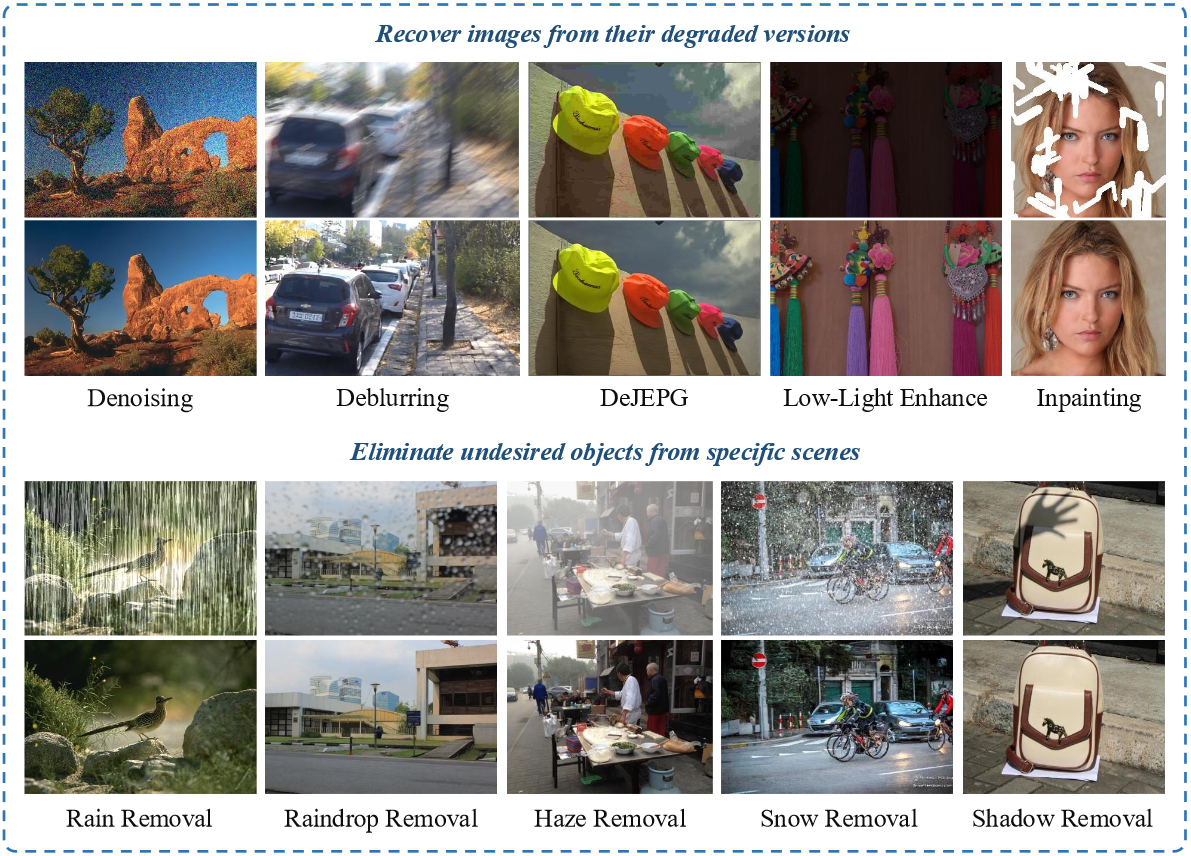 Recover images from their degraded versions
Denoising
Deblurring
DeJEPG
Low-Light Enhance
Inpainting
Eliminate undesired objects from specific scenes
Rain Removal
Raindrop Removal
Haze Removal
Snow Removal
Shadow Removal